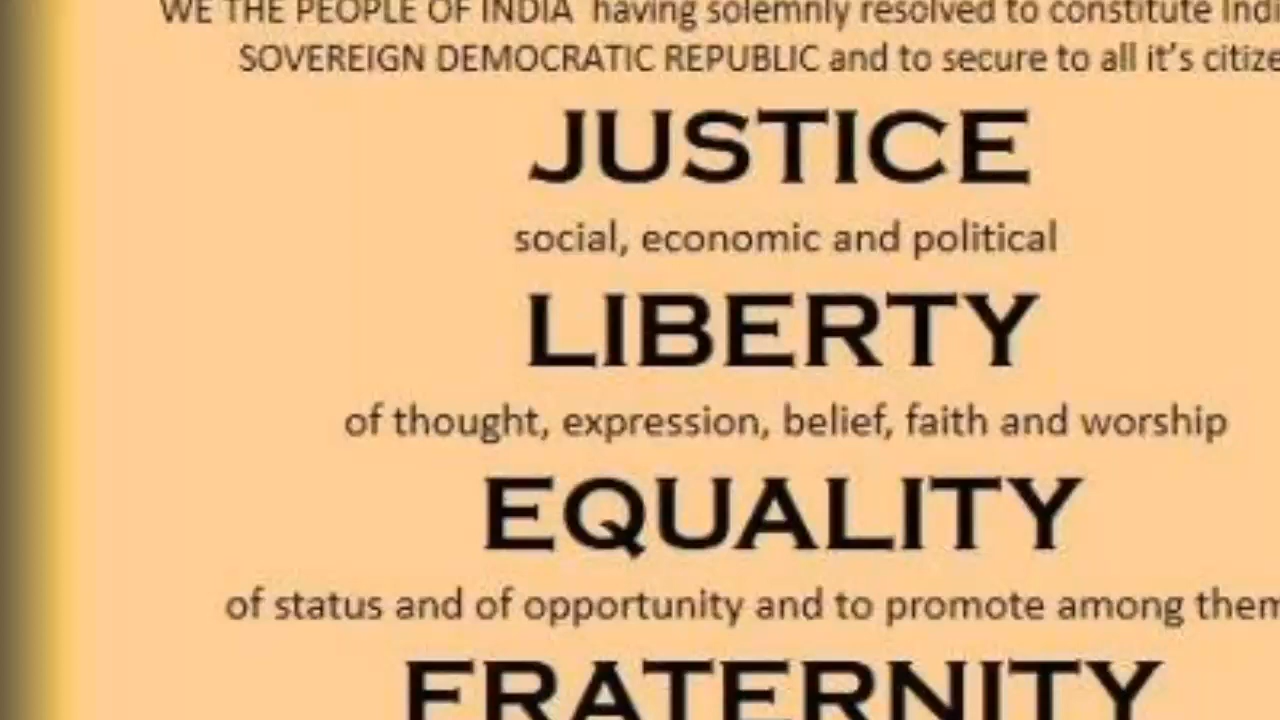 WE THE PEOPLE OF INDIA having solemnly resolved to constitute
SOVEREIGN DEMOCRATIC REPUBLIC and to secure to all it's
JUSTICE
social, economic and political
LIBERTY
of thought, expression, belief, faith and worship
EQUALITY
of status and of opportunity and to promote among them
FRATERNITY